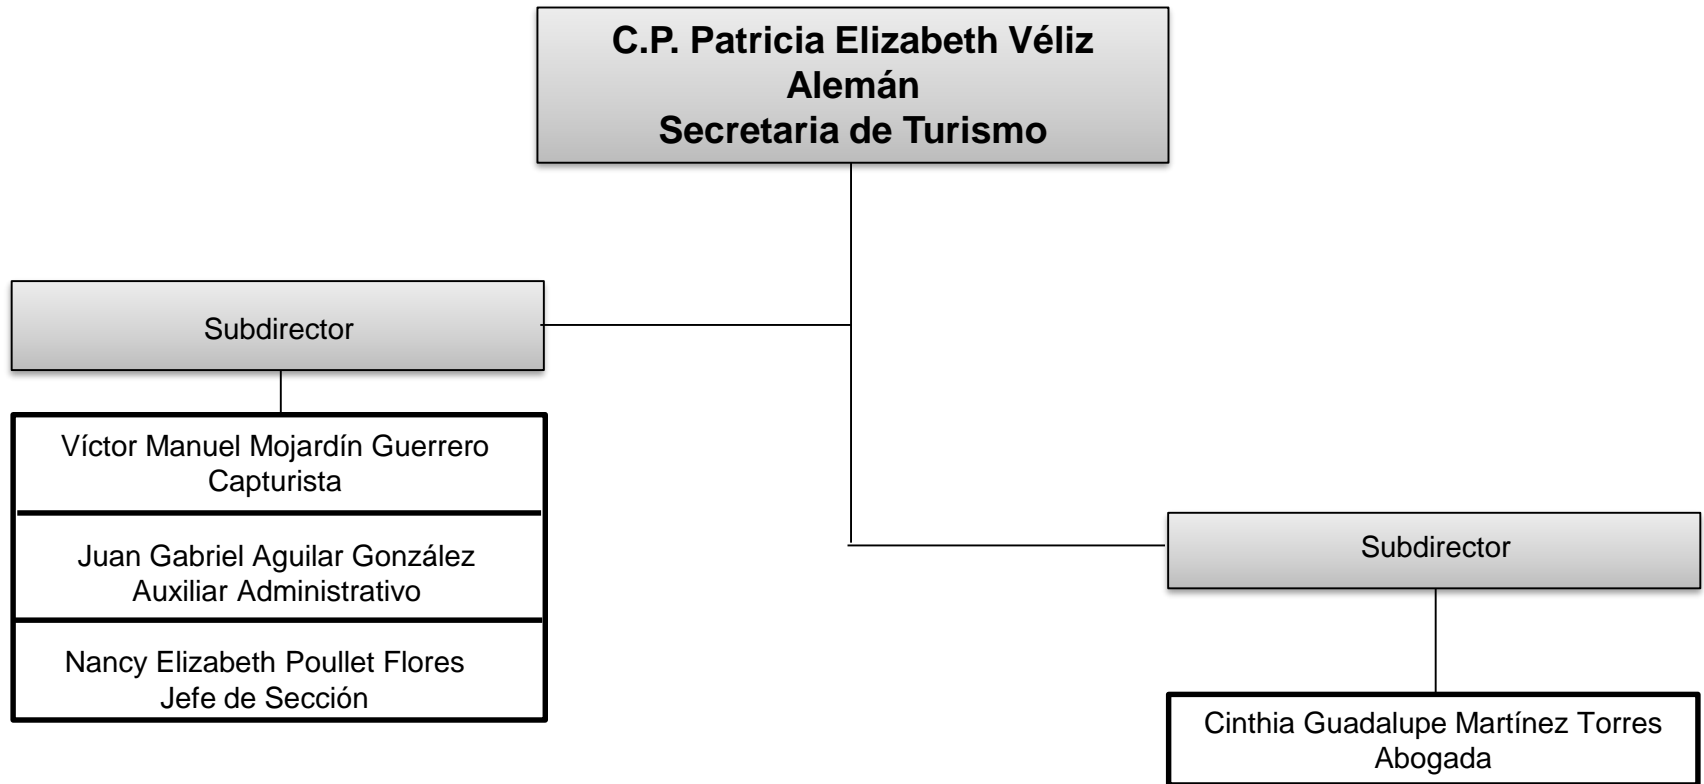 C.P. Patricia Elizabeth Véliz
Alemán
Secretaria de Turismo
Subdirector
Víctor Manuel Mojardín Guerrero
Capturista
Juan Gabriel Aguilar González
Auxiliar Administrativo
Nancy Elizabeth Poullet Flores
Jefe de Sección
Subdirector
Cinthia Guadalupe Martínez Torres
Abogada